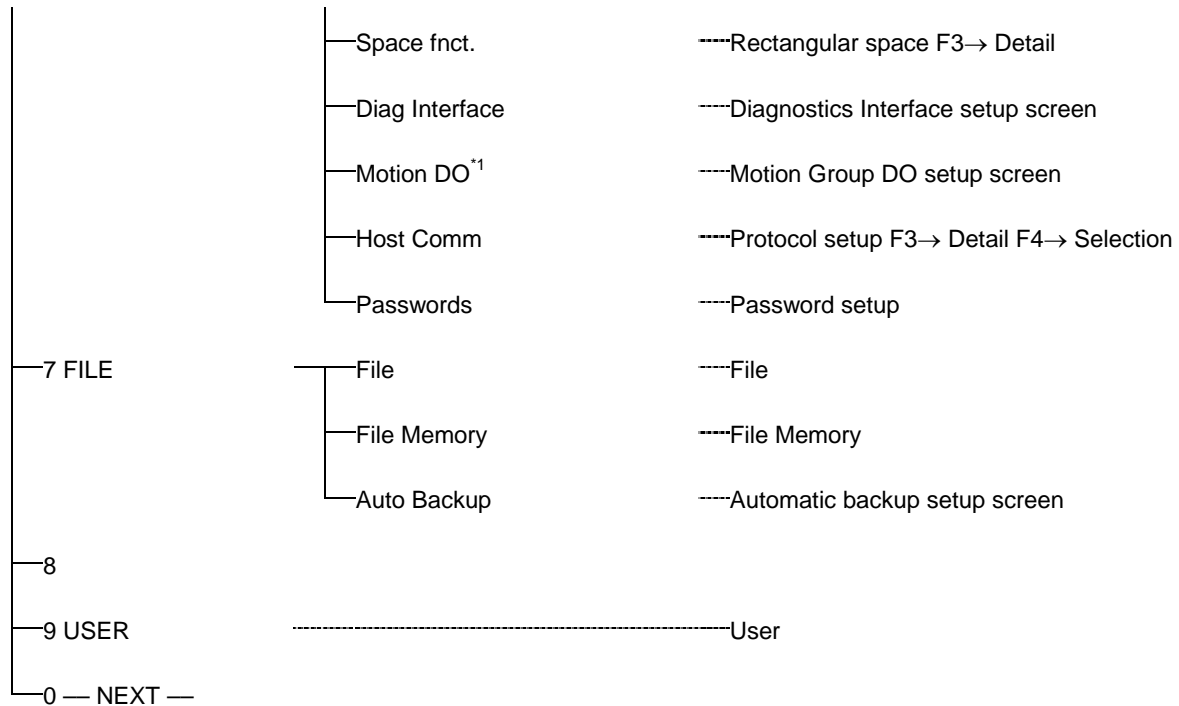 Space fnct. Rectangular space F3→ Detail
Diag Interface Diagnostics Interface setup screen
Motion DO*1 Motion Group DO setup screen
Host Comm Protocol setup F3→ Detail F4→ Selection
Passwords Password setup
7 FILE File File
File Memory File Memory
Auto Backup Automatic backup setup screen
8
9 USER User
0 — NEXT —